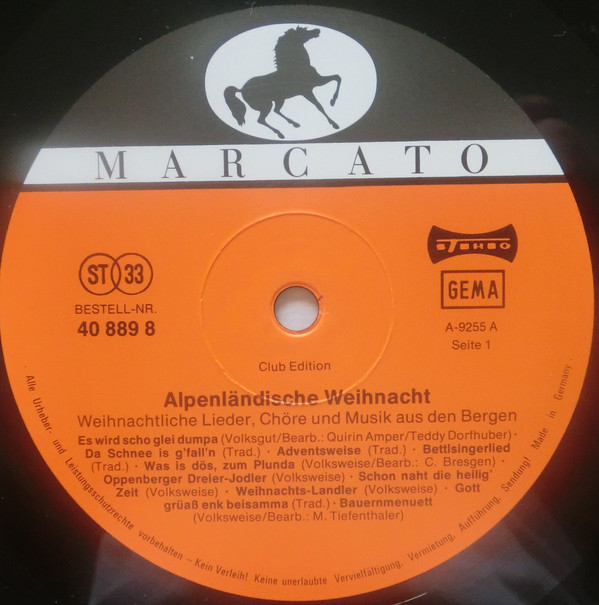 MARCATO
ST 33
BESTELL-NR.
40 889 8
STEREO
GEMA
A-9255 A
Seite 1
Club Edition
Alpenländische Weihnacht
Weihnachtliche Lieder, Chöre und Musik aus den Bergen
Es wird scho glei dumpa (Volksgut/Bearb.: Quirin Amper/Teddy Dorfhuber) ·
Da Schnee is g'fall'n (Trad.) · Adventsweise (Trad.) · Bettlsingerlied
(Trad.) · Was is dös, zum Plunda (Volksweise/Bearb.: C. Bresgen) ·
Oppenberger Dreier-Jodler (Volksweise) · Schon naht die heilig'
Zeit (Volksweise) · Weihnachts-Landler (Volksweise) · Gott
grüaß enk beisamma (Trad.) · Bauernmenuett
(Volksweise/Bearb.: M. Tiefenthaler)
Alle Urheber- und Leistungsschutzrechte vorbehalten – Kein Verleih! Keine unerlaubte Vervielfältigung, Vermietung, Aufführung, Sendung! Made in Germany.